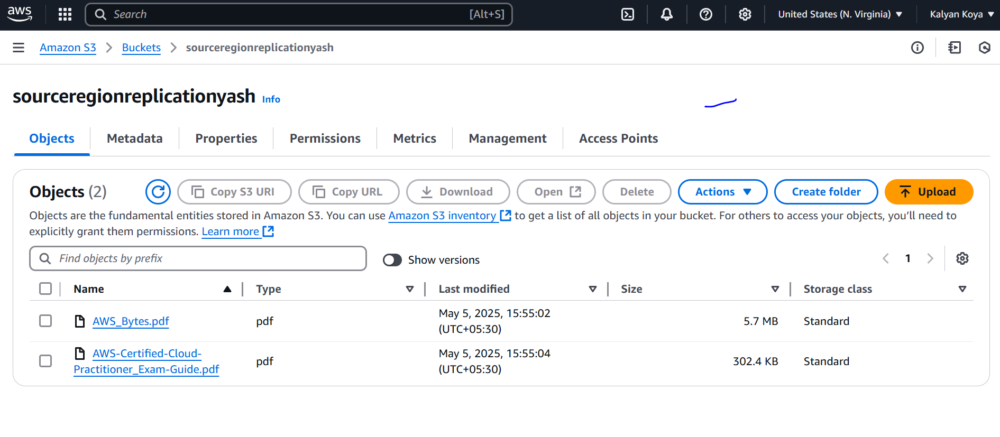 aws Search [Alt+S] United States (N. Virginia) Kalyan Koya
Amazon S3 Buckets sourceregionreplicationyash
sourceregionreplicationyash Info
Objects Metadata Properties Permissions Metrics Management Access Points
Objects (2) Copy S3 URI Copy URL Download Open Delete Actions Create folder Upload
Objects are the fundamental entities stored in Amazon S3. You can use Amazon S3 inventory to get a list of all objects in your bucket. For others to access your objects, you’ll need to
explicitly grant them permissions. Learn more
Find objects by prefix Show versions 1
Name Type Last modified Size Storage class
AWS_Bytes.pdf pdf May 5, 2025, 15:55:02 (UTC+05:30) 5.7 MB Standard
AWS-Certified-Cloud-Practitioner_Exam-Guide.pdf pdf May 5, 2025, 15:55:04 (UTC+05:30) 302.4 KB Standard